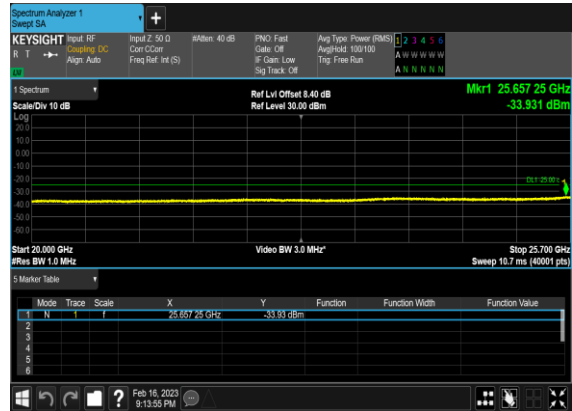 Spectrum Analyzer 1
Swept SA
KEYSIGHT Input: RF Input Z: 50 Ω #Atten: 40 dB PNO: Fast Avg Type: Power (RMS) 1 2 3 4 5 6
R T Coupling: DC Corr CCorr Gate: Off Avg|Hold: 100/100 A W W W W W
Align: Auto Freq Ref: Int (S) IF Gain: Low Trig: Free Run
LW Sig Track: Off A N N N N N
1 Spectrum Ref Lvl Offset 8.40 dB Mkr1 25.657 25 GHz
Scale/Div 10 dB Ref Level 30.00 dBm -33.931 dBm
Log
20.0
10.0
0.00
-10.0
-20.0
DL1 -25.00
-30.0
-40.0
-50.0
-60.0
Start 20.000 GHz Video BW 3.0 MHz* Stop 25.700 GHz
#Res BW 1.0 MHz Sweep 10.7 ms (40001 pts)
5 Marker Table
Mode Trace Scale X Y Function Function Width Function Value
1 N 1 f 25.657 25 GHz -33.93 dBm
2
3
4
5
6
? Feb 16, 2023
9:13:55 PM